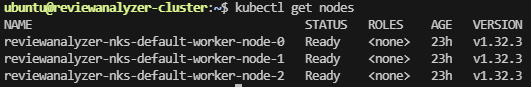 ubuntu@reviewanalyzer-cluster:~$ kubectl get nodes
NAME STATUS ROLES AGE VERSION
reviewanalyzer-nks-default-worker-node-0 Ready <none> 23h v1.32.3
reviewanalyzer-nks-default-worker-node-1 Ready <none> 23h v1.32.3
reviewanalyzer-nks-default-worker-node-2 Ready <none> 23h v1.32.3